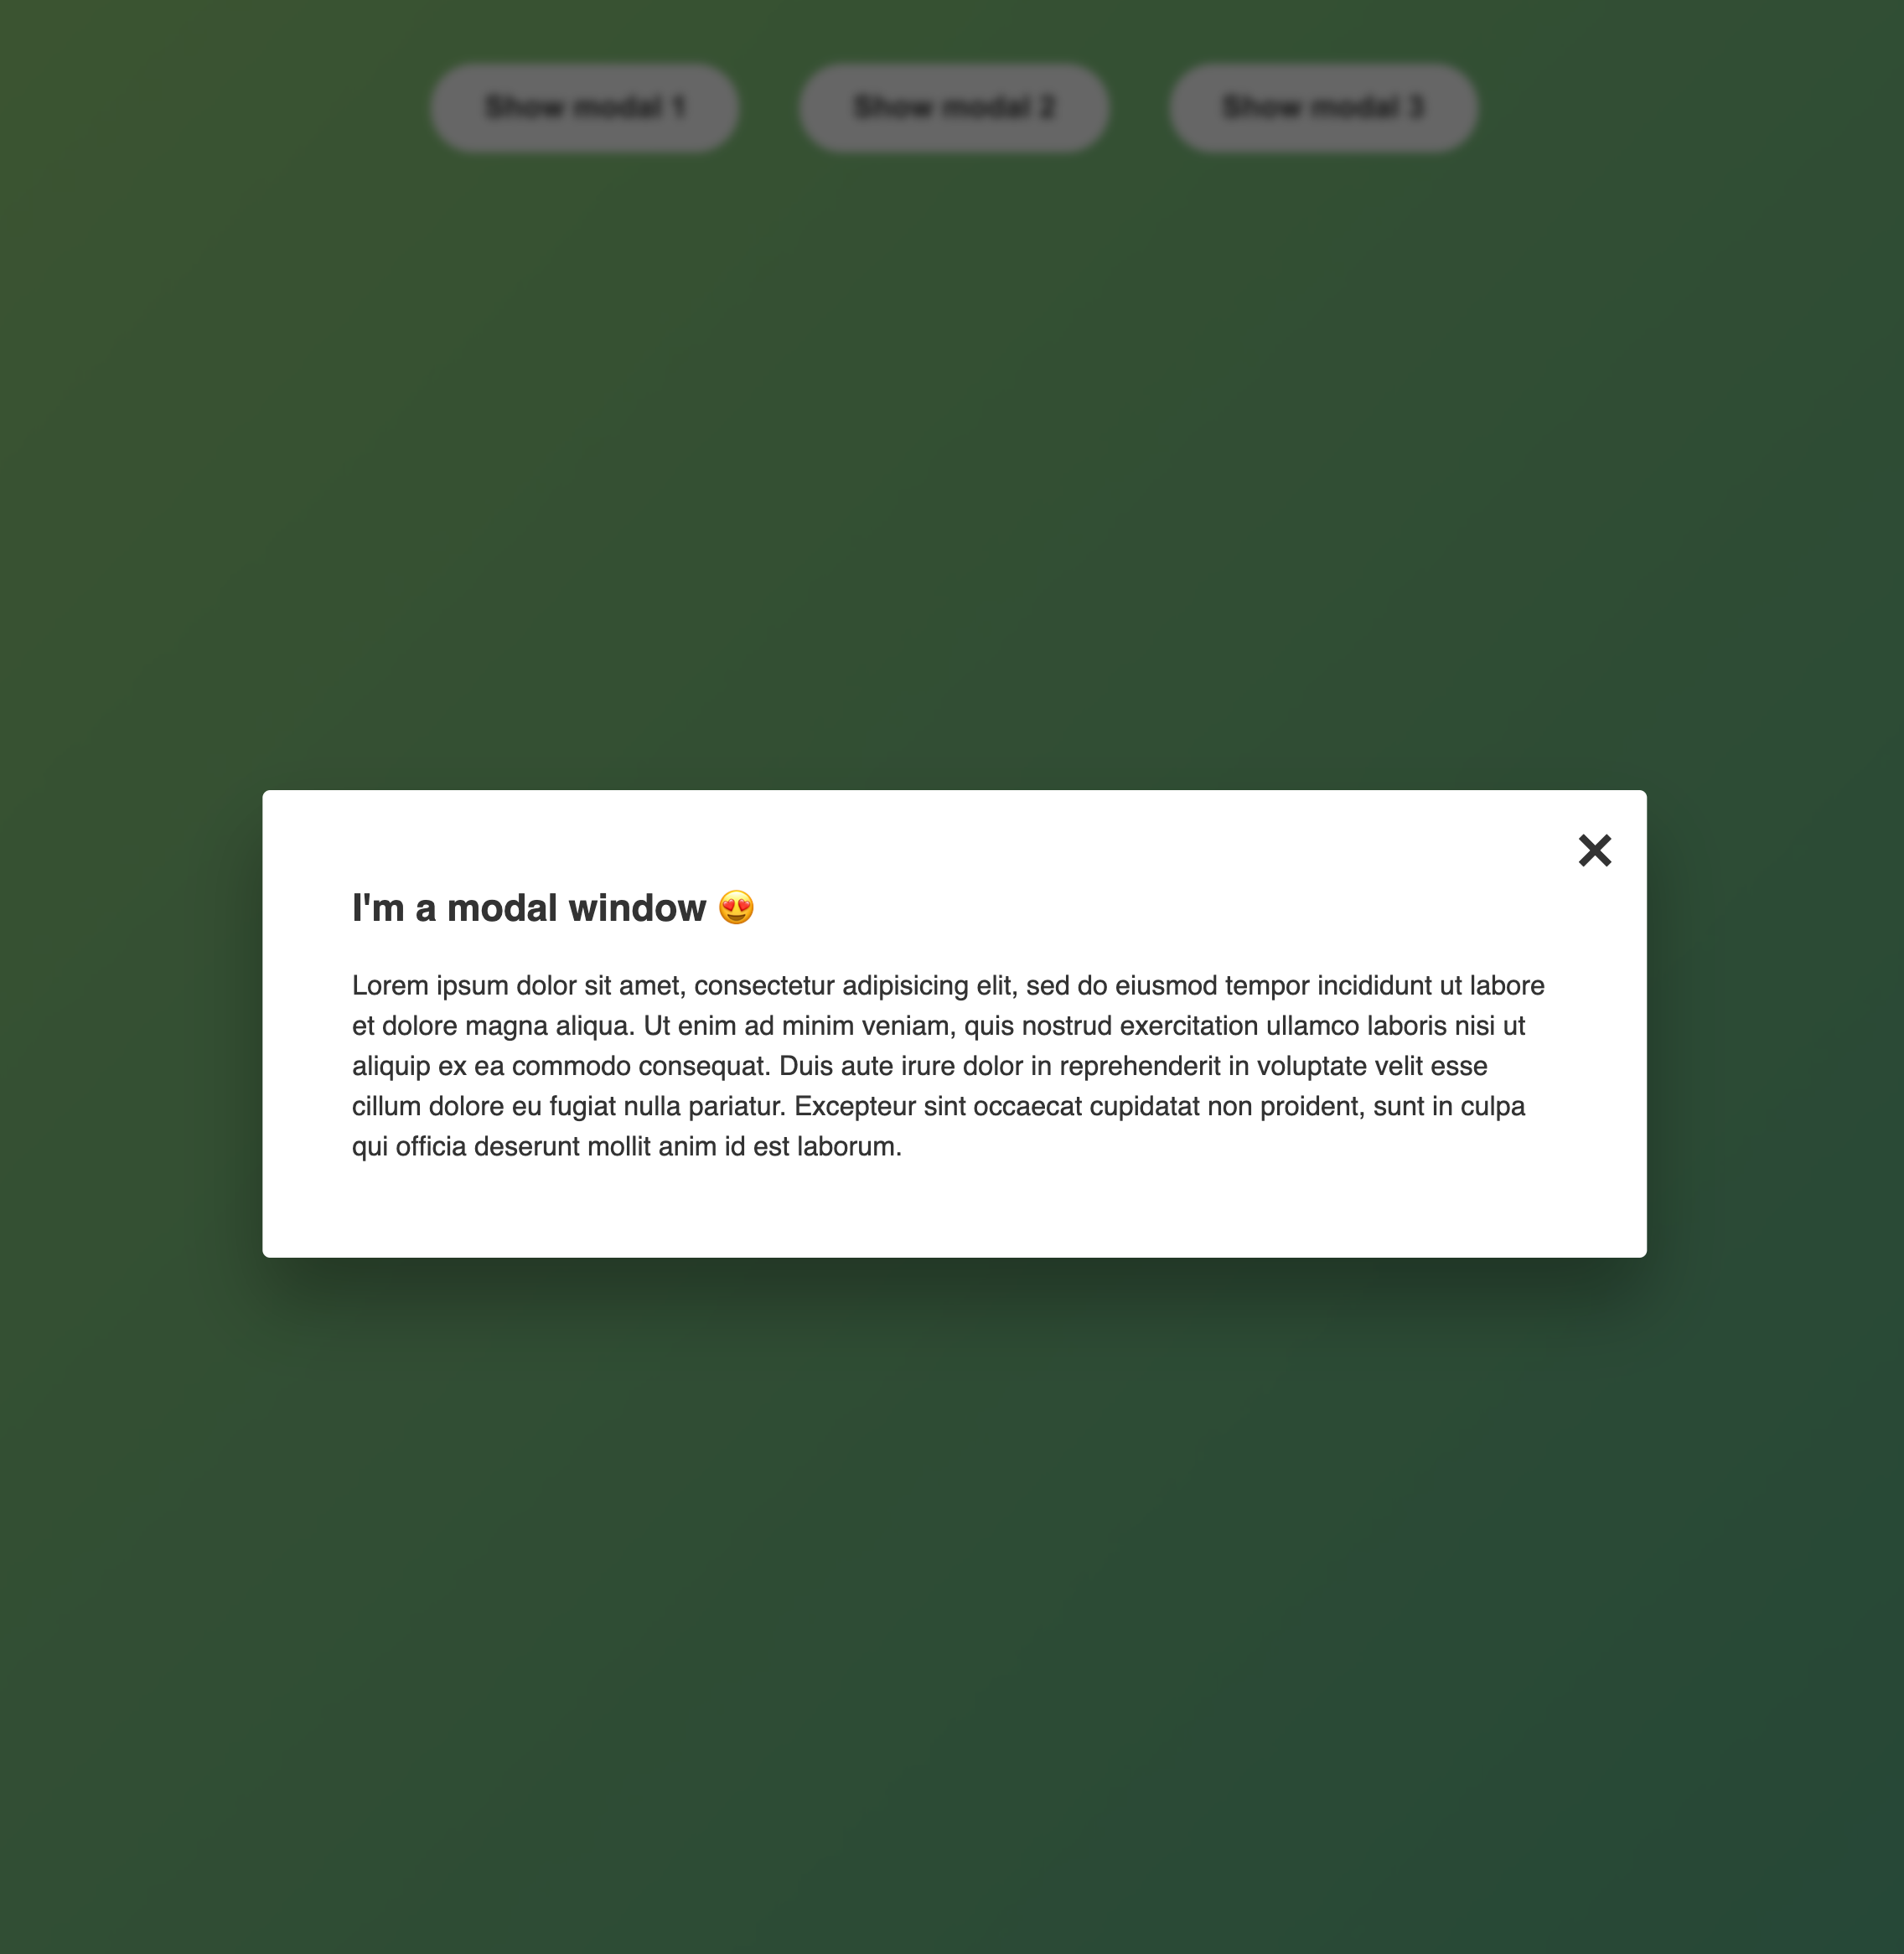 Show modal 1 Show modal 2 Show modal 3
×
I'm a modal window 😍
Lorem ipsum dolor sit amet, consectetur adipisicing elit, sed do eiusmod tempor incididunt ut labore
et dolore magna aliqua. Ut enim ad minim veniam, quis nostrud exercitation ullamco laboris nisi ut
aliquip ex ea commodo consequat. Duis aute irure dolor in reprehenderit in voluptate velit esse
cillum dolore eu fugiat nulla pariatur. Excepteur sint occaecat cupidatat non proident, sunt in culpa
qui officia deserunt mollit anim id est laborum.